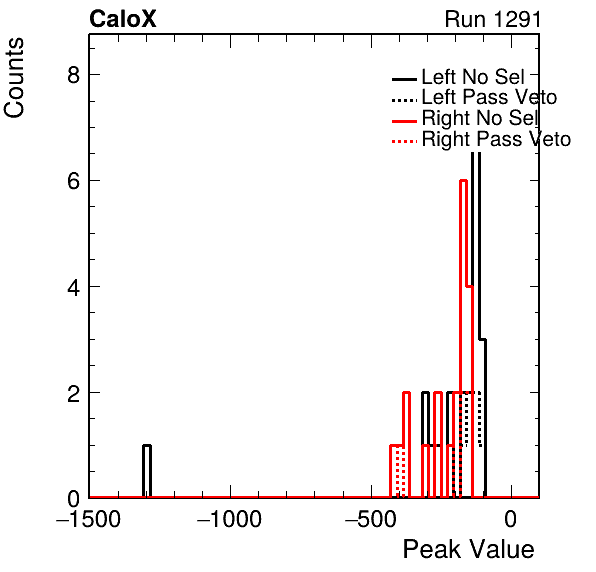 CaloX Run 1291
Counts
8
6
4
2
0
Left No Sel
Left Pass Veto
Right No Sel
Right Pass Veto
−1500 −1000 −500 0
Peak Value